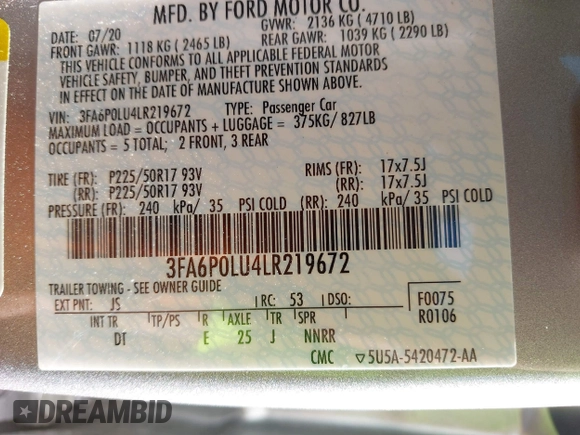 MFD. BY FORD MOTOR CO.
DATE: 07/20 GVWR: 2136 KG ( 4710 LB)
FRONT GAWR: 1118 KG ( 2465 LB) REAR GAWR: 1039 KG ( 2290 LB)
THIS VEHICLE CONFORMS TO ALL APPLICABLE FEDERAL MOTOR
VEHICLE SAFETY, BUMPER, AND THEFT PREVENTION STANDARDS
IN EFFECT ON THE DATE OF MANUFACTURE SHOWN ABOVE.
VIN: 3FA6P0LU4LR219672 TYPE: Passenger Car
MAXIMUM LOAD = OCCUPANTS + LUGGAGE = 375KG/ 827LB
OCCUPANTS = 5 TOTAL; 2 FRONT, 3 REAR
TIRE (FR): P225/50R17 93V RIMS (FR): 17x7.5J
(RR): P225/50R17 93V (RR): 17x7.5J
PRESSURE (FR): 240 kPa/ 35 PSI COLD (RR): 240 kPa/35 PSI COLD
3FA6P0LU4LR219672
TRAILER TOWING - SEE OWNER GUIDE
EXT PNT: JS RC: 53 DSO: F0075
INT TR TP/PS R AXLE TR SPR R0106
DT E 25 J NNRR
CMC ▽5U5A-5420472-AA
DREAMBID